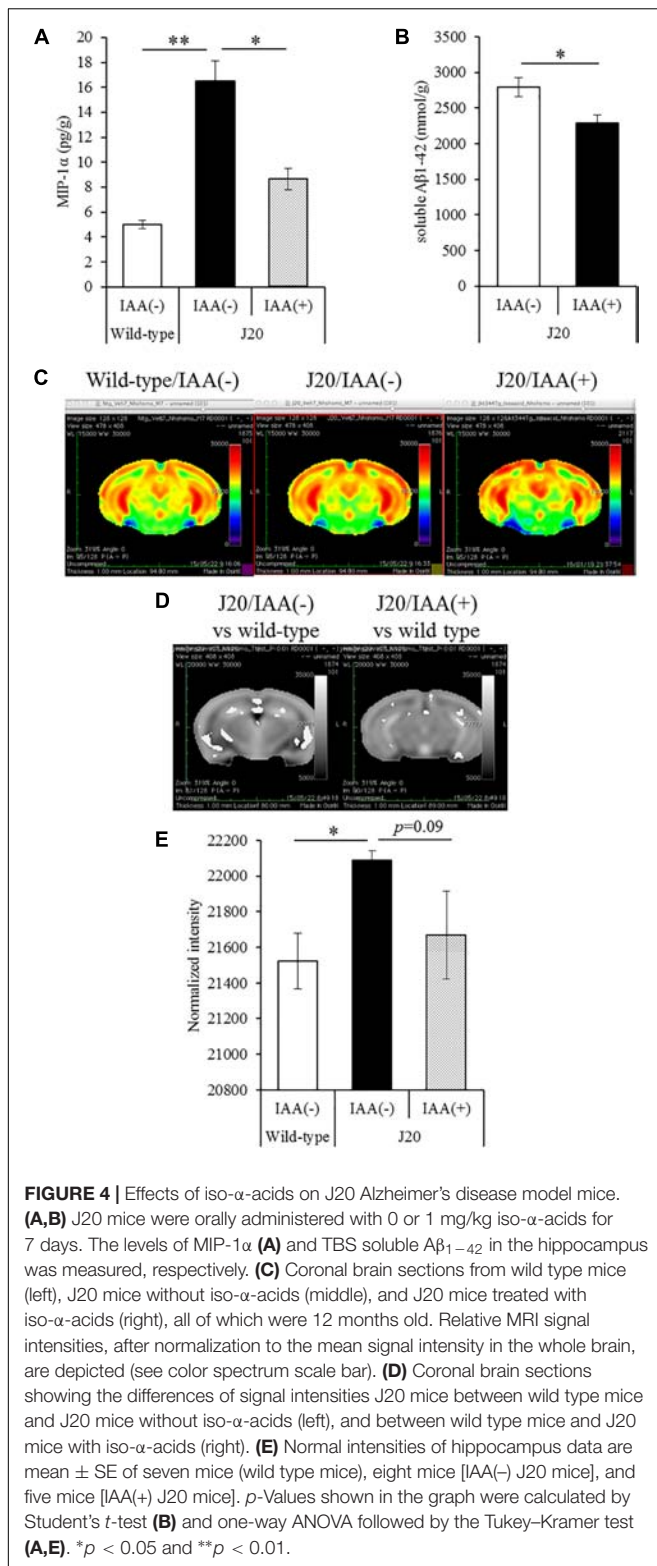 A
MIP-1α (pg/g)
18
16
14
12
10
8
6
4
2
0
**
*
IAA(-) IAA(-) IAA(+)
Wild-type J20
B
soluble Aβ1-42 (mmol/g)
3500
3000
2500
2000
1500
1000
500
0
*
IAA(-) IAA(+)
J20
C
Wild-type/IAA(-) J20/IAA(-) J20/IAA(+)
D
J20/IAA(-) J20/IAA(+)
vs wild-type vs wild type
E
Normalized intensity
22200
22000
21800
21600
21400
21200
21000
20800
*
p=0.09
IAA(-) IAA(-) IAA(+)
Wild-type J20
FIGURE 4 | Effects of iso-α-acids on J20 Alzheimer's disease model mice.
(A,B) J20 mice were orally administered with 0 or 1 mg/kg iso-α-acids for
7 days. The levels of MIP-1α (A) and TBS soluble Aβ1−42 in the hippocampus
was measured, respectively. (C) Coronal brain sections from wild type mice
(left), J20 mice without iso-α-acids (middle), and J20 mice treated with
iso-α-acids (right), all of which were 12 months old. Relative MRI signal
intensities, after normalization to the mean signal intensity in the whole brain,
are depicted (see color spectrum scale bar). (D) Coronal brain sections
showing the differences of signal intensities J20 mice between wild type mice
and J20 mice without iso-α-acids (left), and between wild type mice and J20
mice with iso-α-acids (right). (E) Normal intensities of hippocampus data are
mean ± SE of seven mice (wild type mice), eight mice [IAA(−) J20 mice], and
five mice [IAA(+) J20 mice]. p-Values shown in the graph were calculated by
Student's t-test (B) and one-way ANOVA followed by the Tukey–Kramer test
(A,E). *p < 0.05 and **p < 0.01.